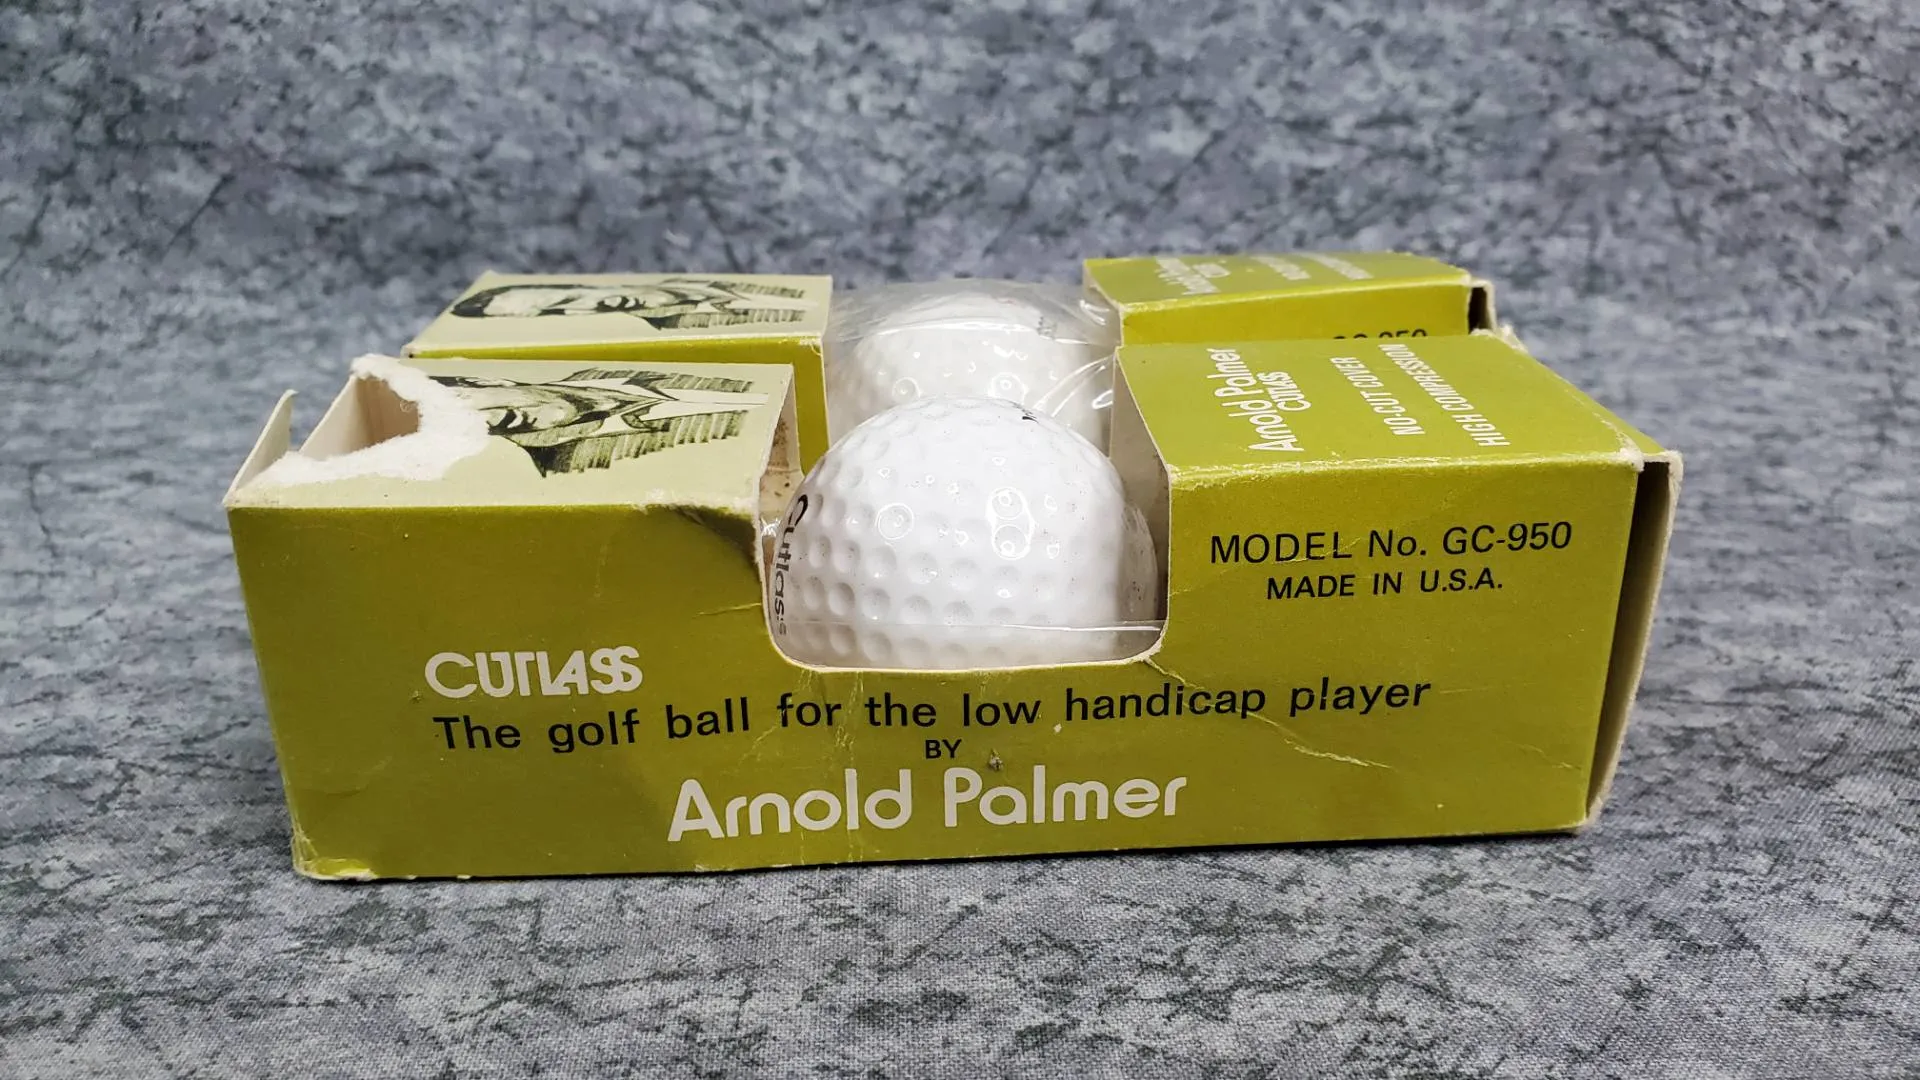 Arnold Palmer
CUTLASS
NO-CUT COVER
HIGH COMPRESSION
MODEL No. GC-950
MADE IN U.S.A.
Cutlass
CUTLASS
The golf ball for the low handicap player
BY
Arnold Palmer